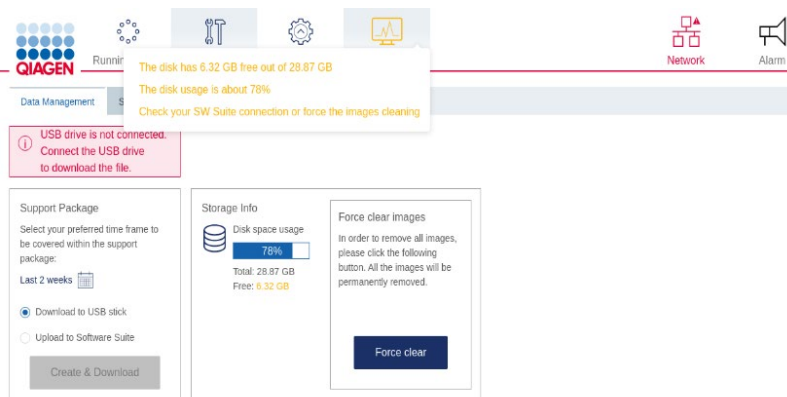 QIAGEN
Runnin
Network
Alarm
The disk has 6.32 GB free out of 28.87 GB
The disk usage is about 78%
Check your SW Suite connection or force the images cleaning
Data Management
S
USB drive is not connected.
Connect the USB drive
to download the file.
Support Package
Select your preferred time frame to
be covered within the support
package:
Last 2 weeks
Download to USB stick
Upload to Software Suite
Create & Download
Storage Info
Disk space usage
78%
Total: 28.87 GB
Free: 6.32 GB
Force clear images
In order to remove all images,
please click the following
button. All the images will be
permanently removed.
Force clear